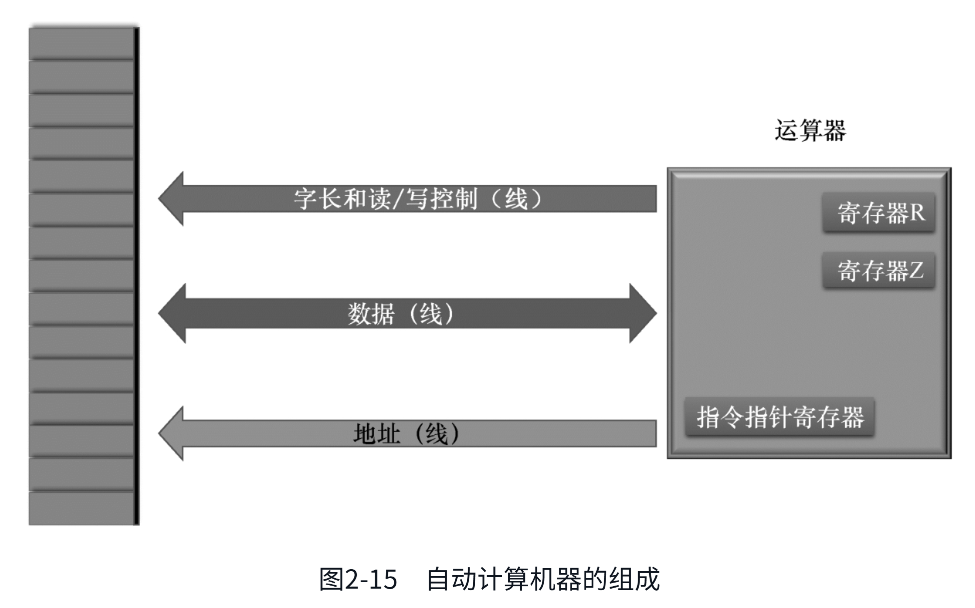 运算器
字长和读/写控制（线）
寄存器R
寄存器Z
数据（线）
指令指针寄存器
地址（线）
图2-15 自动计算机器的组成